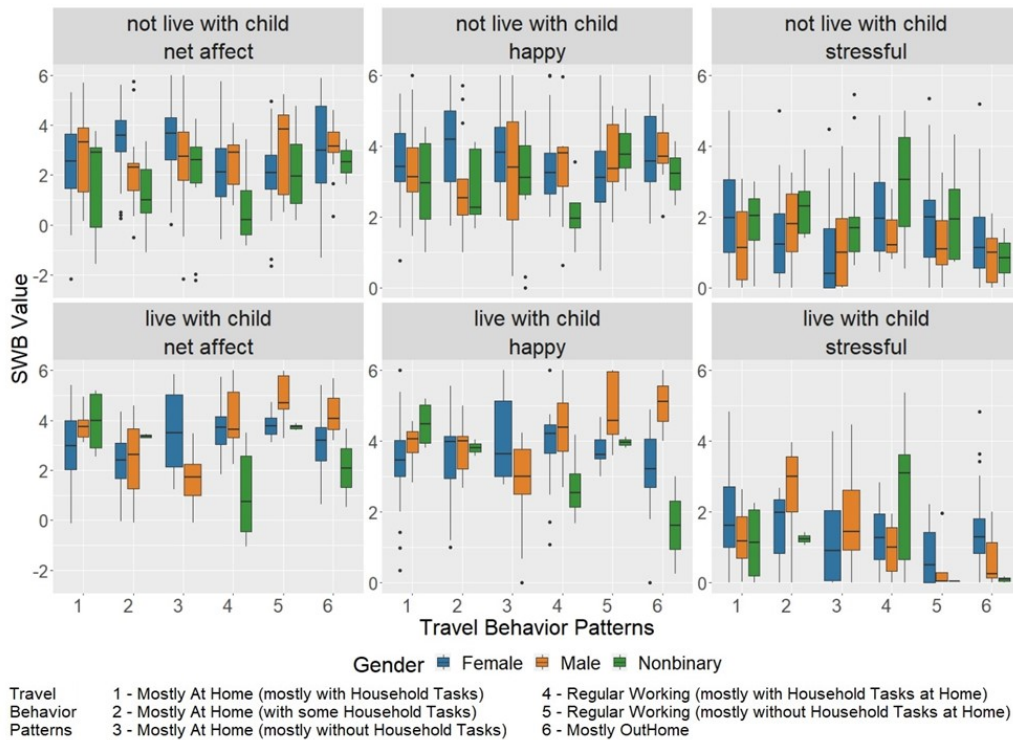 not live with child
net affect
not live with child
happy
not live with child
stressful
6
4
2
0
-2
6
4
2
0
6
4
2
0
live with child
net affect
live with child
happy
live with child
stressful
6
4
2
0
-2
6
4
2
0
6
4
2
0
SWB Value
1 2 3 4 5 6
1 2 3 4 5 6
1 2 3 4 5 6
Travel Behavior Patterns
Gender Female Male Nonbinary
Travel Behavior Patterns
1 - Mostly At Home (mostly with Household Tasks)
2 - Mostly At Home (with some Household Tasks)
3 - Mostly At Home (mostly without Household Tasks)
4 - Regular Working (mostly with Household Tasks at Home)
5 - Regular Working (mostly without Household Tasks at Home)
6 - Mostly OutHome